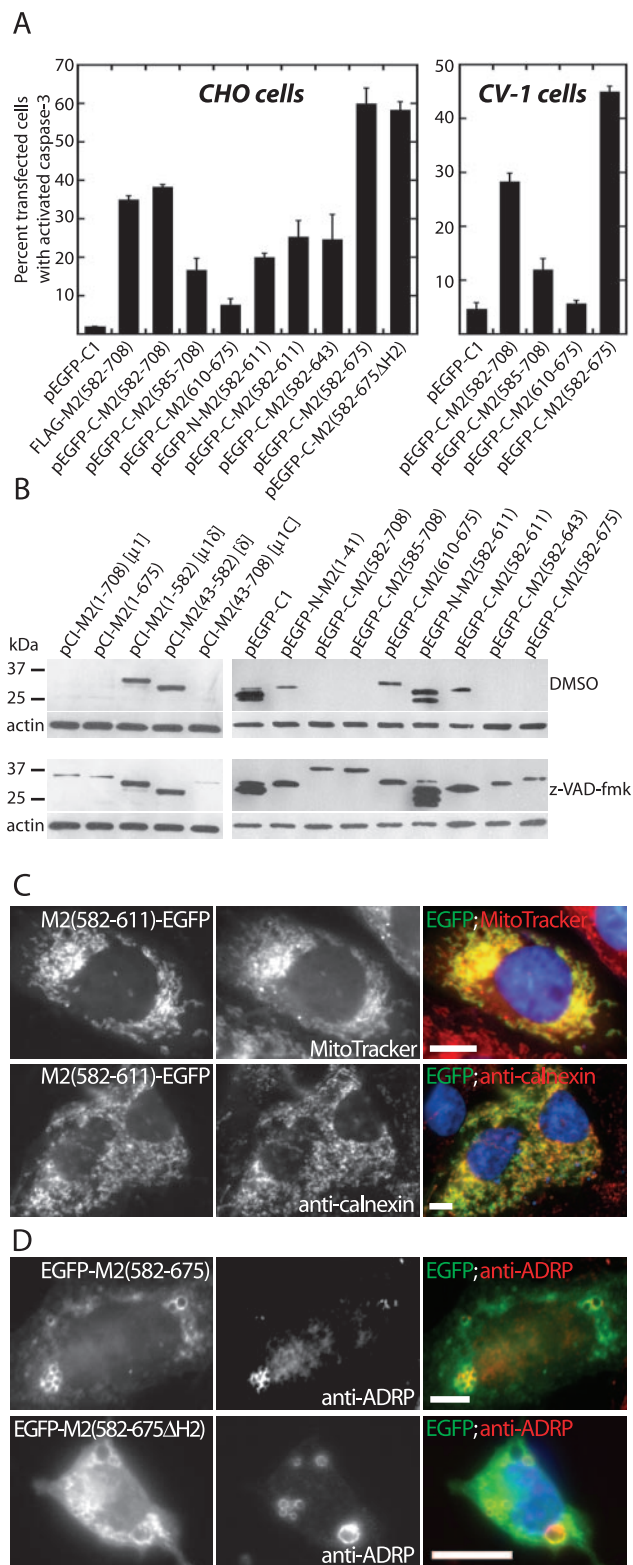 A
CHO cells
CV-1 cells
Percent transfected cells
with activated caspase-3
70
60
50
40
30
20
10
50
40
30
20
10
pEGFP-C1
FLAG-M2(582-708)
pEGFP-C-M2(582-708)
pEGFP-C-M2(585-708)
pEGFP-C-M2(610-675)
pEGFP-N-M2(582-611)
pEGFP-C-M2(582-611)
pEGFP-C-M2(582-643)
pEGFP-C-M2(582-675)
pEGFP-C-M2(582-675ΔH2)
pEGFP-C1
pEGFP-C-M2(582-708)
pEGFP-C-M2(585-708)
pEGFP-C-M2(610-675)
pEGFP-C-M2(582-675)
B
pCI-M2(1-708) [μ1]
pCI-M2(1-675)
pCI-M2(1-582) [μ1δ]
pCI-M2(43-582) [δ]
pCI-M2(43-708) [μ1C]
pEGFP-C1
pEGFP-N-M2(1-41)
pEGFP-C-M2(582-708)
pEGFP-C-M2(585-708)
pEGFP-C-M2(610-675)
pEGFP-N-M2(582-611)
pEGFP-C-M2(582-611)
pEGFP-C-M2(582-643)
pEGFP-C-M2(582-675)
kDa
37
25
DMSO
actin
37
25
z-VAD-fmk
actin
C
M2(582-611)-EGFP
MitoTracker
EGFP;MitoTracker
M2(582-611)-EGFP
anti-calnexin
EGFP;anti-calnexin
D
EGFP-M2(582-675)
anti-ADRP
EGFP;anti-ADRP
EGFP-M2(582-675ΔH2)
anti-ADRP
EGFP;anti-ADRP